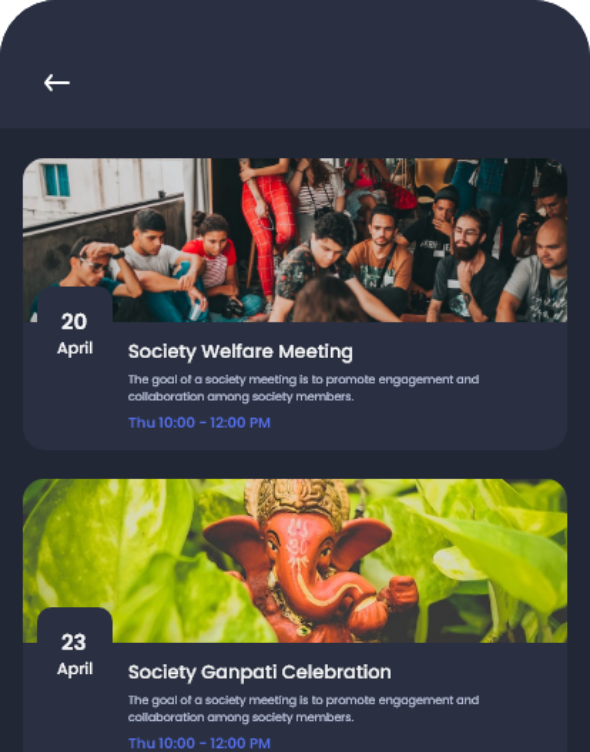 20
April
Society Welfare Meeting
The goal of a society meeting is to promote engagement and
collaboration among society members.
Thu 10:00 - 12:00 PM
23
April
Society Ganpati Celebration
The goal of a society meeting is to promote engagement and
collaboration among society members.
Thu 10:00 - 12:00 PM